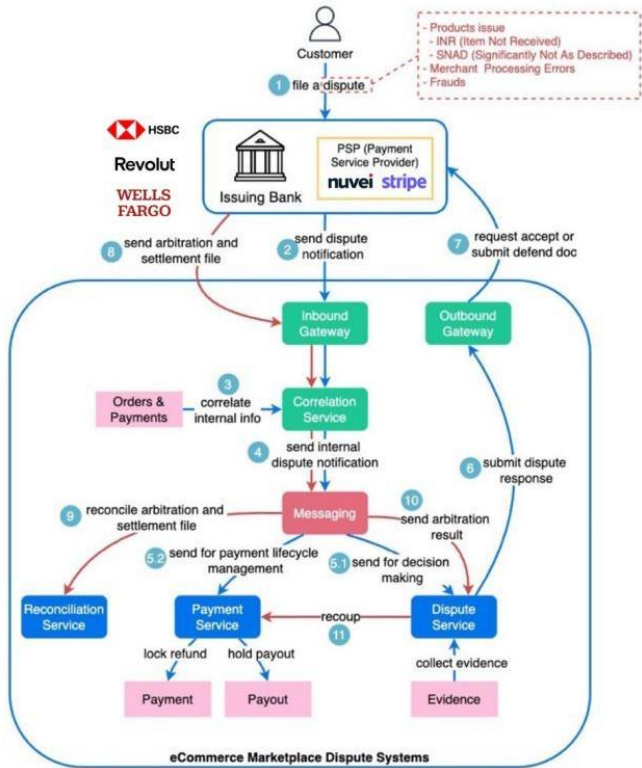 Customer
- Products issue
- INR (Item Not Received)
- SNAD (Significantly Not As Described)
- Merchant Processing Errors
- Frauds
1 file a dispute
HSBC
Revolut
WELLS
FARGO
Issuing Bank
PSP (Payment
Service Provider)
nuvei stripe
8 send arbitration and
settlement file
2 send dispute
notification
7 request accept or
submit defend doc
Inbound
Gateway
Outbound
Gateway
Orders &
Payments
3
correlate
internal info
Correlation
Service
4 send internal
dispute notification
6 submit dispute
response
9 reconcile arbitration and
settlement file
Messaging
10
send arbitration
result
5.2 send for payment lifecycle
management
5.1 send for decision
making
Reconciliation
Service
Payment
Service
recoup
11
Dispute
Service
lock refund
hold payout
collect evidence
Payment
Payout
Evidence
eCommerce Marketplace Dispute Systems